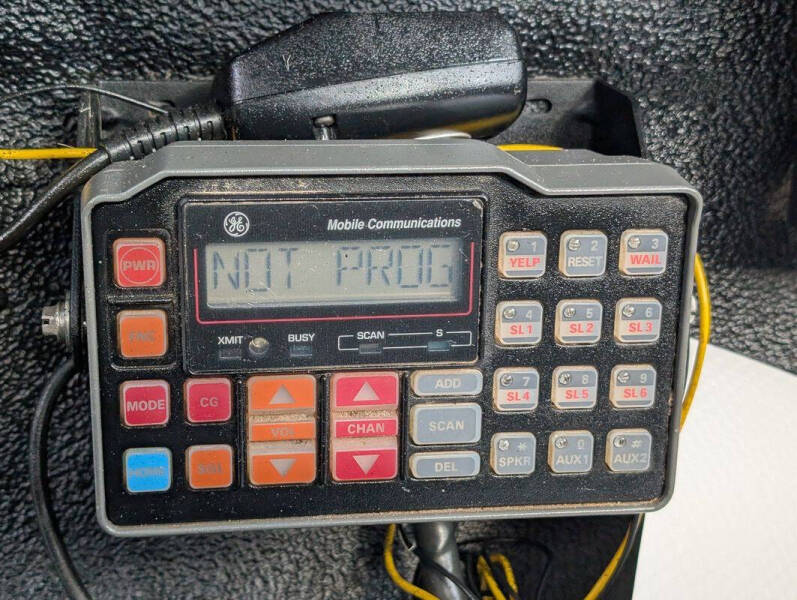 GE
Mobile Communications
NOT PROG
XMIT
BUSY
SCAN
S
PWR
MODE
CG
VOL
CHAN
ADD
SCAN
DEL
1
YELP
2
RESET
3
WAIL
4
SL1
5
SL2
6
SL3
7
SL4
8
SL5
9
SL6
*
SPKR
0
AUX1
#
AUX2